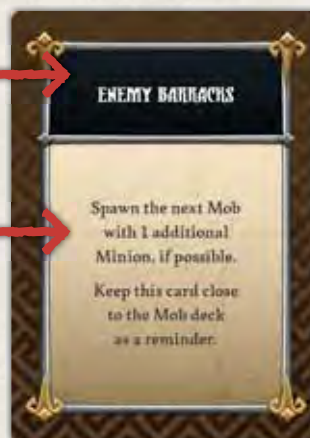 ENEMY BARRACKS
Spawn the next Mob
with 1 additional
Minion, if possible.
Keep this card close
to the Mob deck
as a reminder.